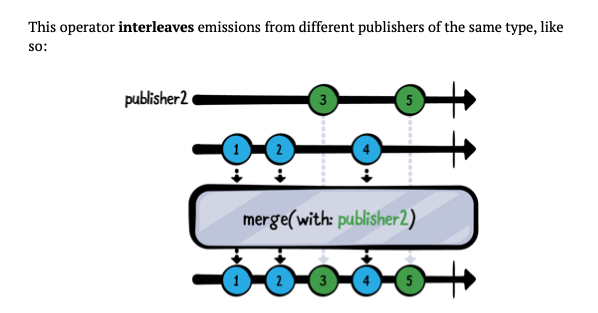 This operator interleaves emissions from different publishers of the same type, like
so:
publisher2
3
5
1
2
4
merge(with: publisher2)
1
2
3
4
5